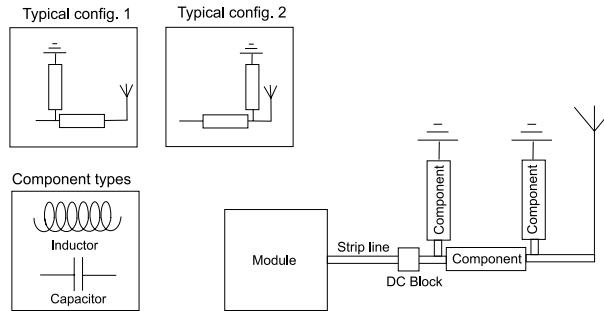 Typical config. 1
Typical config. 2
Component types
Inductor
Capacitor
Module
Strip line
DC Block
Component
Component
Component